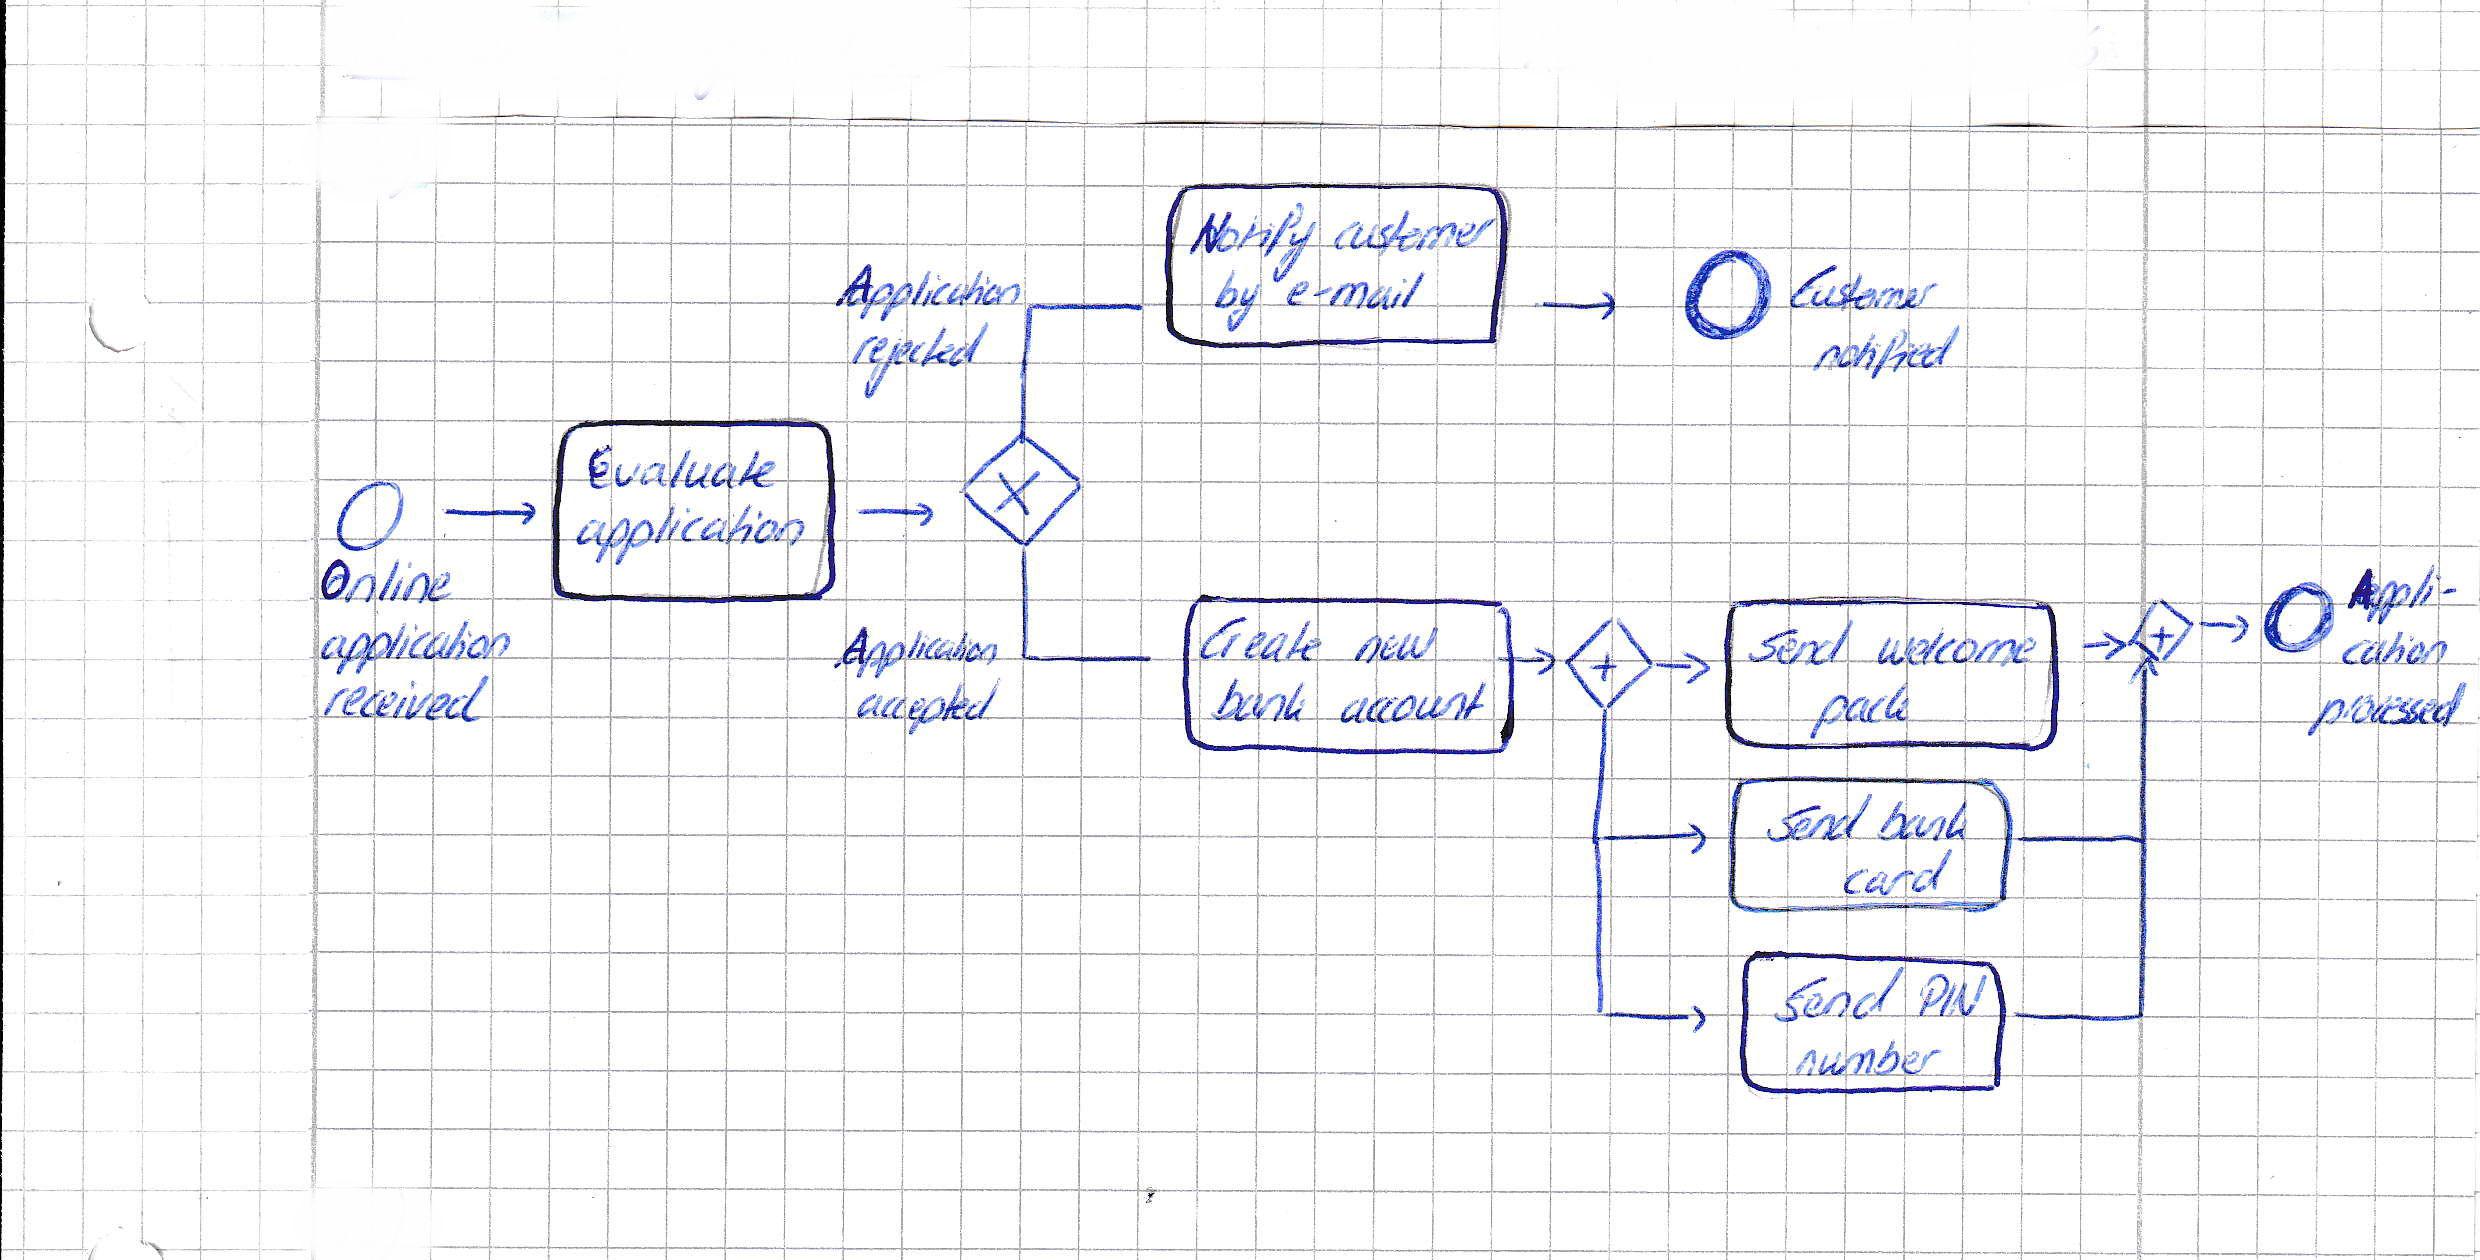 Notify customer
by e-mail
Application
rejected
Customer
notified
Evaluate
application
X
Online
application
received
Application
accepted
Create new
bank account
+
Send welcome
pack
+
Appli-
cation
processed
Send bank
card
Send PIN
number